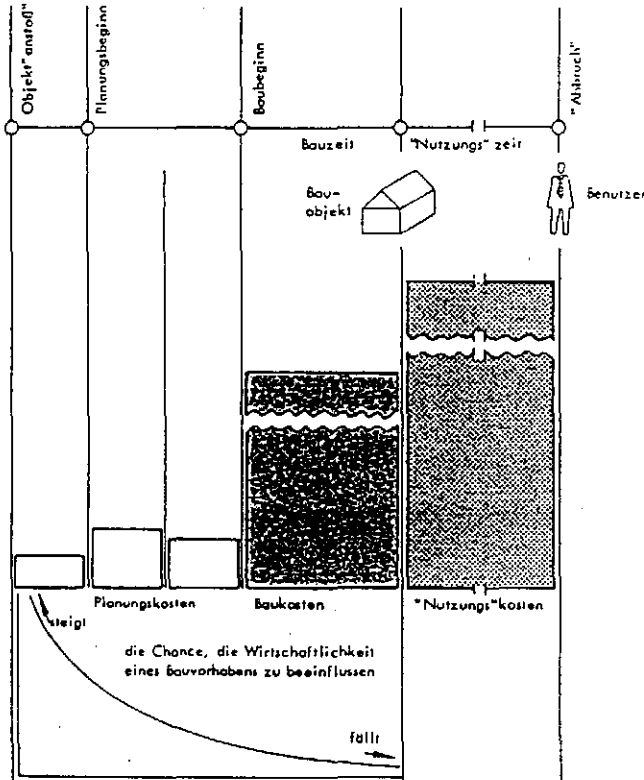 Objekt"anstoß"
Planungsbeginn
Baubeginn
"Abbruch"
Bauzeit
"Nutzungs" zeit
Bau-
objekt
Benutzer
Planungskosten
Baukosten
"Nutzungs"kosten
steigt
die Chance, die Wirtschaftlichkeit
eines Bauvorhabens zu beeinflussen
fällt